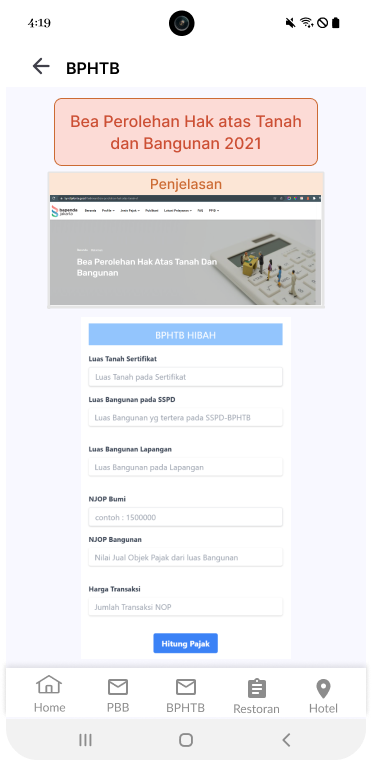 4:19
BPHTB
Bea Perolehan Hak atas Tanah
dan Bangunan 2021
Penjelasan
bapenda
jakarta
Beranda Profile Jenis Pajak Publikasi Lokasi Pelayanan FAQ PPID
Bea Perolehan Hak Atas Tanah Dan
Bangunan
BPHTB HIBAH
Luas Tanah Sertifikat
Luas Tanah pada Sertifikat
Luas Bangunan pada SSPD
Luas Bangunan yg tertera pada SSPD-BPHTB
Luas Bangunan Lapangan
Luas Bangunan pada Lapangan
NJOP Bumi
contoh : 1500000
NJOP Bangunan
Nilai Jual Objek Pajak dari luas Bangunan
Harga Transaksi
Jumlah Transaksi NOP
Hitung Pajak
Home PBB BPHTB Restoran Hotel